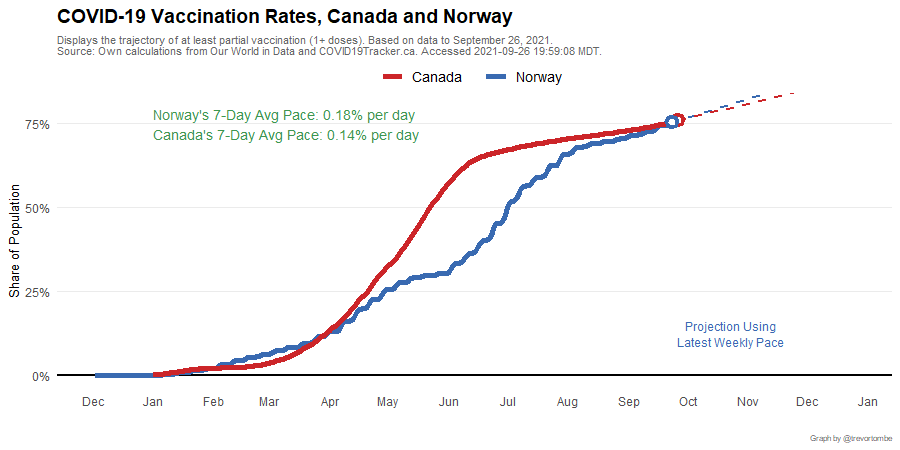 COVID-19 Vaccination Rates, Canada and Norway
Displays the trajectory of at least partial vaccination (1+ doses). Based on data to September 26, 2021.
Source: Own calculations from Our World in Data and COVID19Tracker.ca. Accessed 2021-09-26 19:59:08 MDT.
Canada Norway
Norway's 7-Day Avg Pace: 0.18% per day
Canada's 7-Day Avg Pace: 0.14% per day
75%
50%
25%
0%
Share of Population
Projection Using
Latest Weekly Pace
Dec Jan Feb Mar Apr May Jun Jul Aug Sep Oct Nov Dec Jan
Graph by @trevortombe